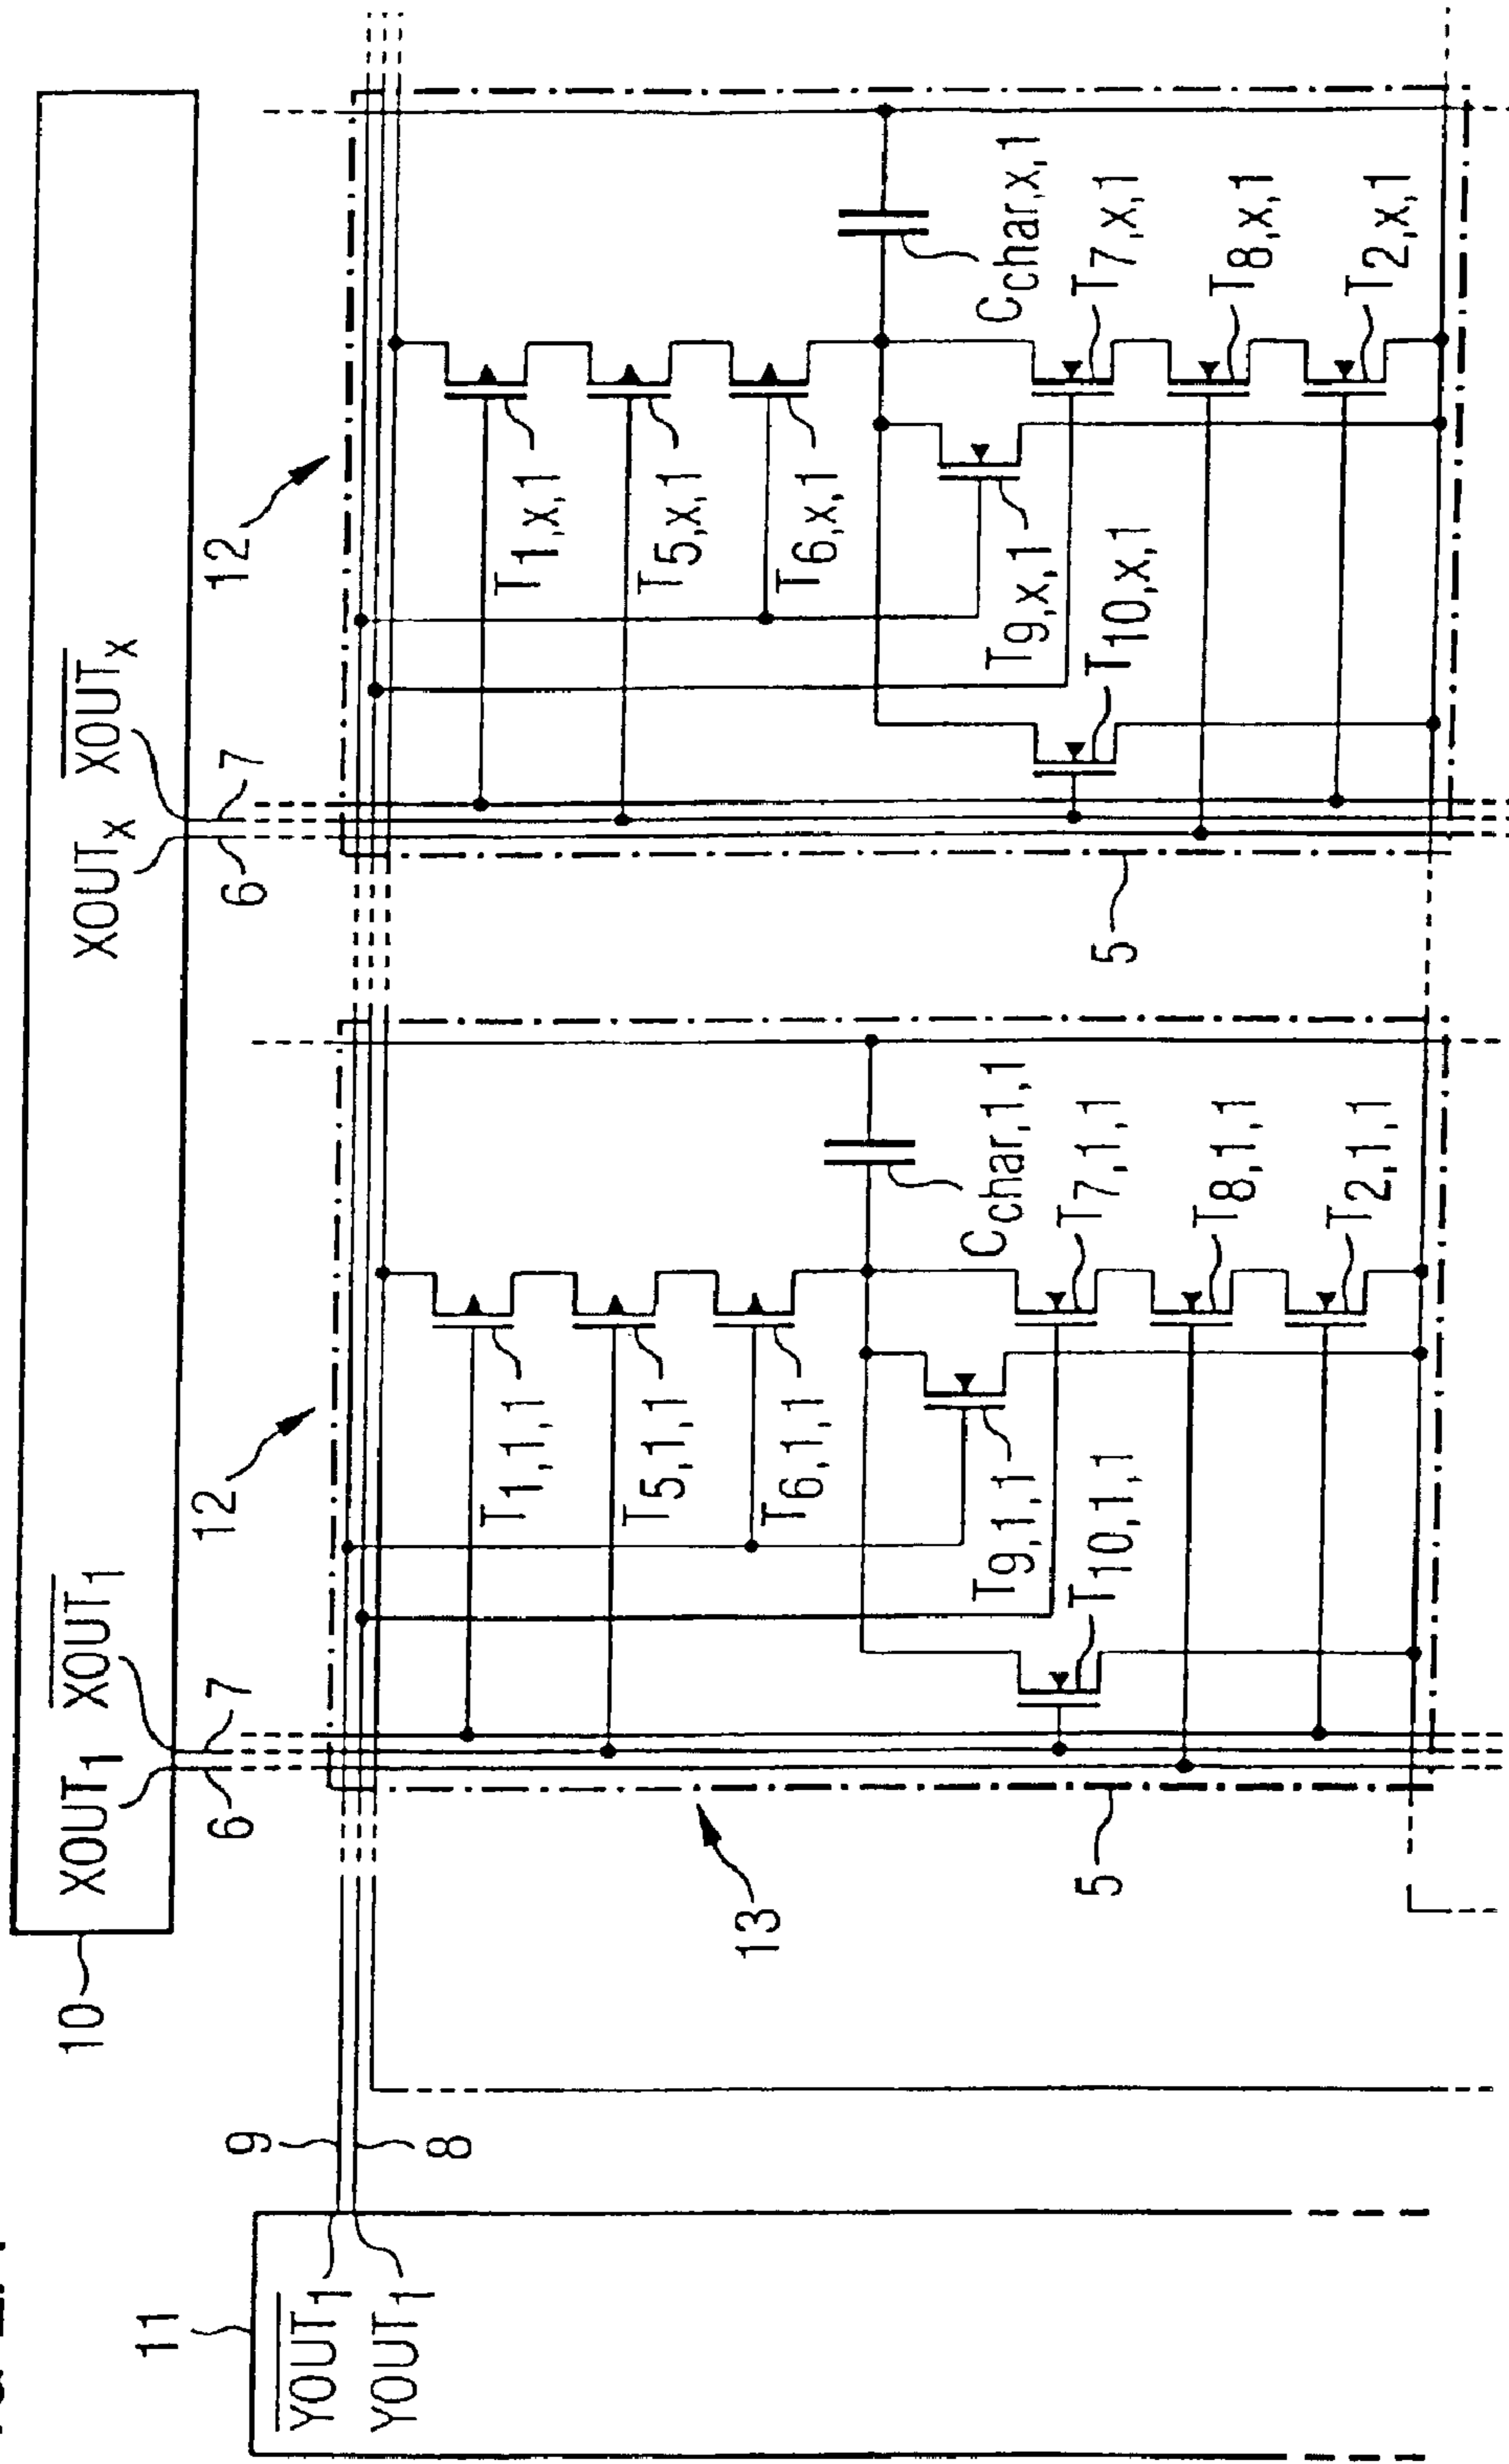 10
XOUT1
XOUT1
XOUTx
XOUTx
6
7
6
7
12
12
11
9
8
YOUT1
YOUT1
13
T1,1,1
T5,1,1
T6,1,1
T9,1,1
T10,1,1
Cchar,1,1
T7,1,1
T8,1,1
T2,1,1
5
T1,x,1
T5,x,1
T6,x,1
T9,x,1
T10,x,1
Cchar,x,1
T7,x,1
T8,x,1
T2,x,1
5